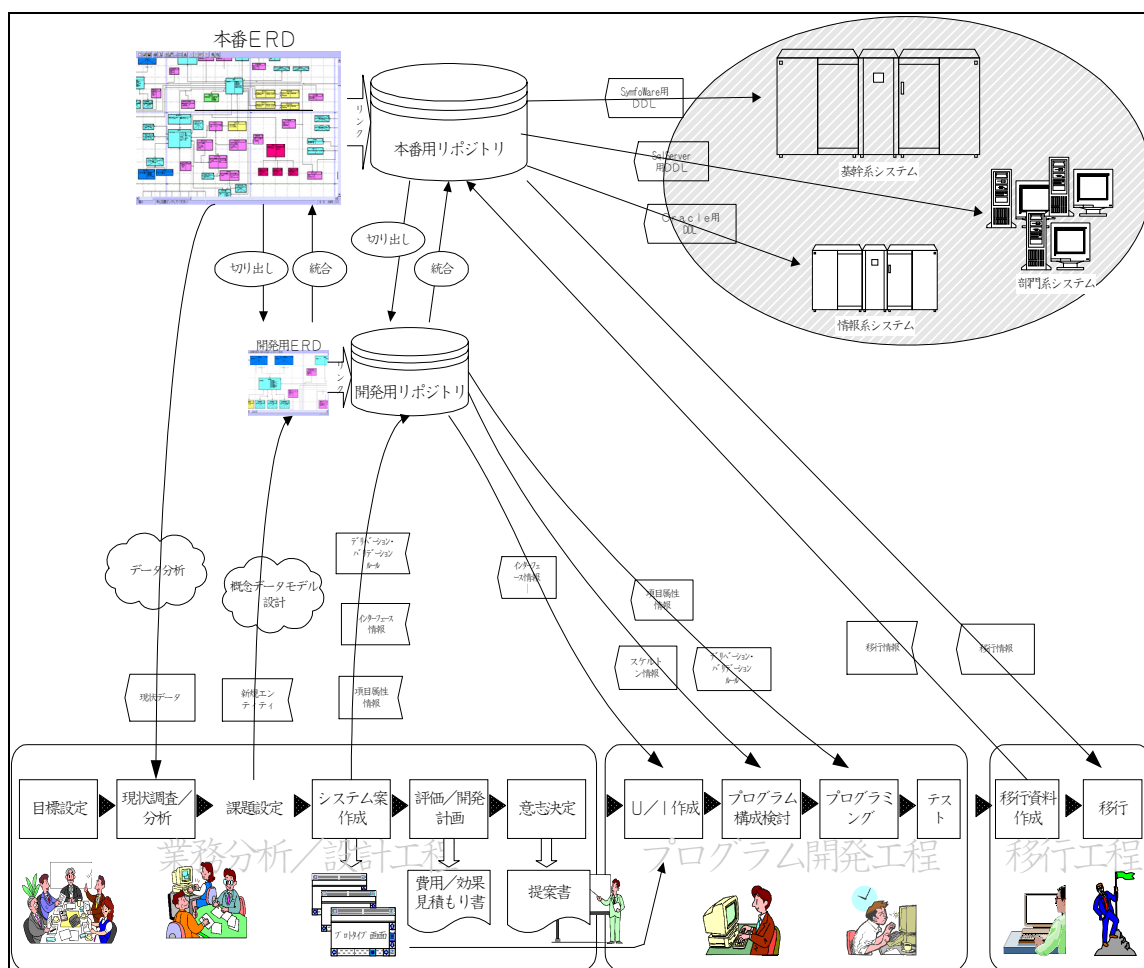 本番ERD
リ
ン
ク
本番用リポジトリ
SymfoWare用
DDL
SqlServer
用DDL
Oracle用
DDL
基幹系システム
部門系システム
情報系システム
切り出し
統合
切り出し
統合
開発用ERD
リ
ン
ク
開発用リポジトリ
データ分析
概念データモデル
設計
デリベーション・
バリデーション
ルール
インターフェース
情報
項目属性
情報
現状データ
新規エン
ティティ
インターフェ
ース情報
項目属性
情報
スケルト
ン情報
デリベーション・
バリデーション
ルール
移行情報
移行情報
目標設定
現状調査/
分析
課題設定
システム案
作成
評価/開発
計画
意志決定
U/I作成
プログラム
構成検討
プログラミ
ング
テス
ト
移行資料
作成
移行
業務分析/設計工程
プログラム開発工程
移行工程
プロトタイプ画面
費用/効果
見積もり書
提案書